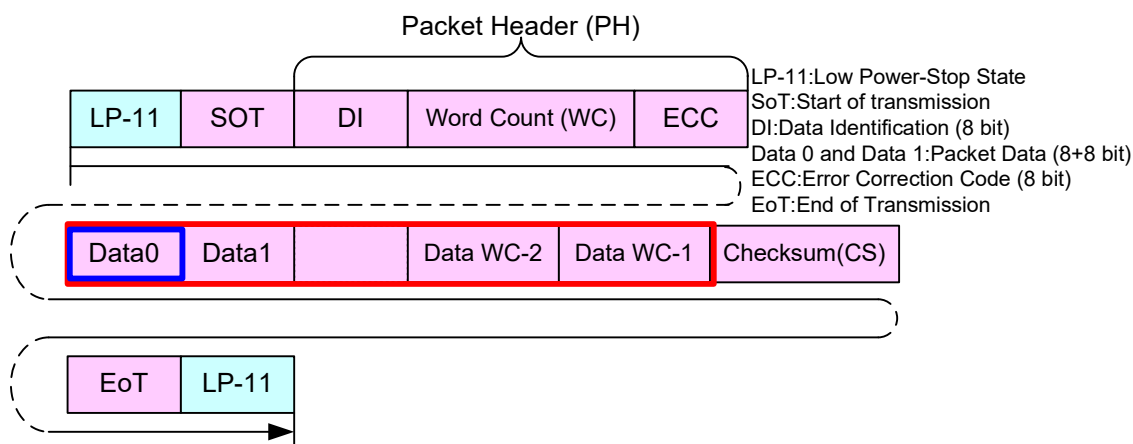 Packet Header (PH)
LP-11 SOT DI Word Count (WC) ECC
LP-11:Low Power-Stop State
SoT:Start of transmission
DI:Data Identification (8 bit)
Data 0 and Data 1:Packet Data (8+8 bit)
ECC:Error Correction Code (8 bit)
EoT:End of Transmission
Data0 Data1 Data WC-2 Data WC-1 Checksum(CS)
EoT LP-11